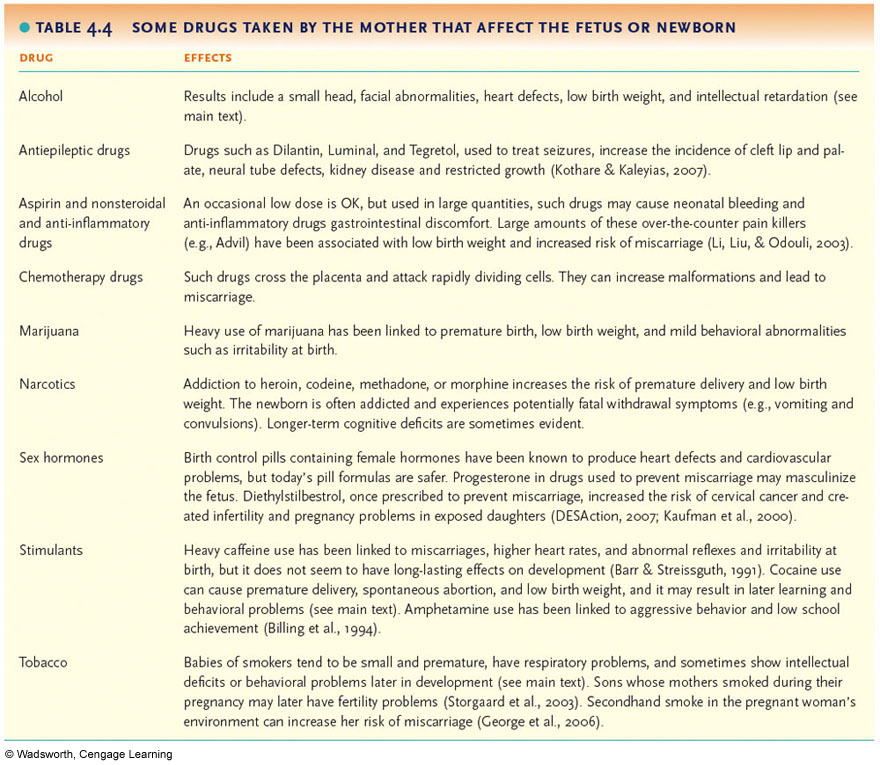 TABLE 4.4 SOME DRUGS TAKEN BY THE MOTHER THAT AFFECT THE FETUS OR NEWBORN
DRUG EFFECTS
Alcohol Results include a small head, facial abnormalities, heart defects, low birth weight, and intellectual retardation (see
main text).
Antiepileptic drugs Drugs such as Dilantin, Luminal, and Tegretol, used to treat seizures, increase the incidence of cleft lip and pal-
ate, neural tube defects, kidney disease and restricted growth (Kothare & Kaleyias, 2007).
Aspirin and nonsteroidal An occasional low dose is OK, but used in large quantities, such drugs may cause neonatal bleeding and
and anti-inflammatory anti-inflammatory drugs gastrointestinal discomfort. Large amounts of these over-the-counter pain killers
drugs (e.g., Advil) have been associated with low birth weight and increased risk of miscarriage (Li, Liu, & Odouli, 2003).
Chemotherapy drugs Such drugs cross the placenta and attack rapidly dividing cells. They can increase malformations and lead to
miscarriage.
Marijuana Heavy use of marijuana has been linked to premature birth, low birth weight, and mild behavioral abnormalities
such as irritability at birth.
Narcotics Addiction to heroin, codeine, methadone, or morphine increases the risk of premature delivery and low birth
weight. The newborn is often addicted and experiences potentially fatal withdrawal symptoms (e.g., vomiting and
convulsions). Longer-term cognitive deficits are sometimes evident.
Sex hormones Birth control pills containing female hormones have been known to produce heart defects and cardiovascular
problems, but today's pill formulas are safer. Progesterone in drugs used to prevent miscarriage may masculinize
the fetus. Diethylstilbestrol, once prescribed to prevent miscarriage, increased the risk of cervical cancer and cre-
ated infertility and pregnancy problems in exposed daughters (DESAction, 2007; Kaufman et al., 2000).
Stimulants Heavy caffeine use has been linked to miscarriages, higher heart rates, and abnormal reflexes and irritability at
birth, but it does not seem to have long-lasting effects on development (Barr & Streissguth, 1991). Cocaine use
can cause premature delivery, spontaneous abortion, and low birth weight, and it may result in later learning and
behavioral problems (see main text). Amphetamine use has been linked to aggressive behavior and low school
achievement (Billing et al., 1994).
Tobacco Babies of smokers tend to be small and premature, have respiratory problems, and sometimes show intellectual
deficits or behavioral problems later in development (see main text). Sons whose mothers smoked during their
pregnancy may later have fertility problems (Storgaard et al., 2003). Secondhand smoke in the pregnant woman's
environment can increase her risk of miscarriage (George et al., 2006).
© Wadsworth, Cengage Learning